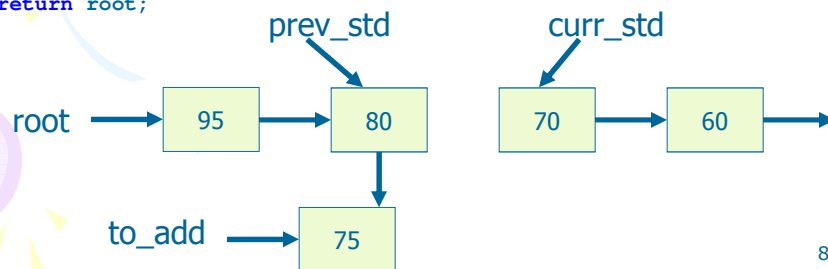 return root;
prev_std curr_std
root 95 80 70 60
to_add 75
8